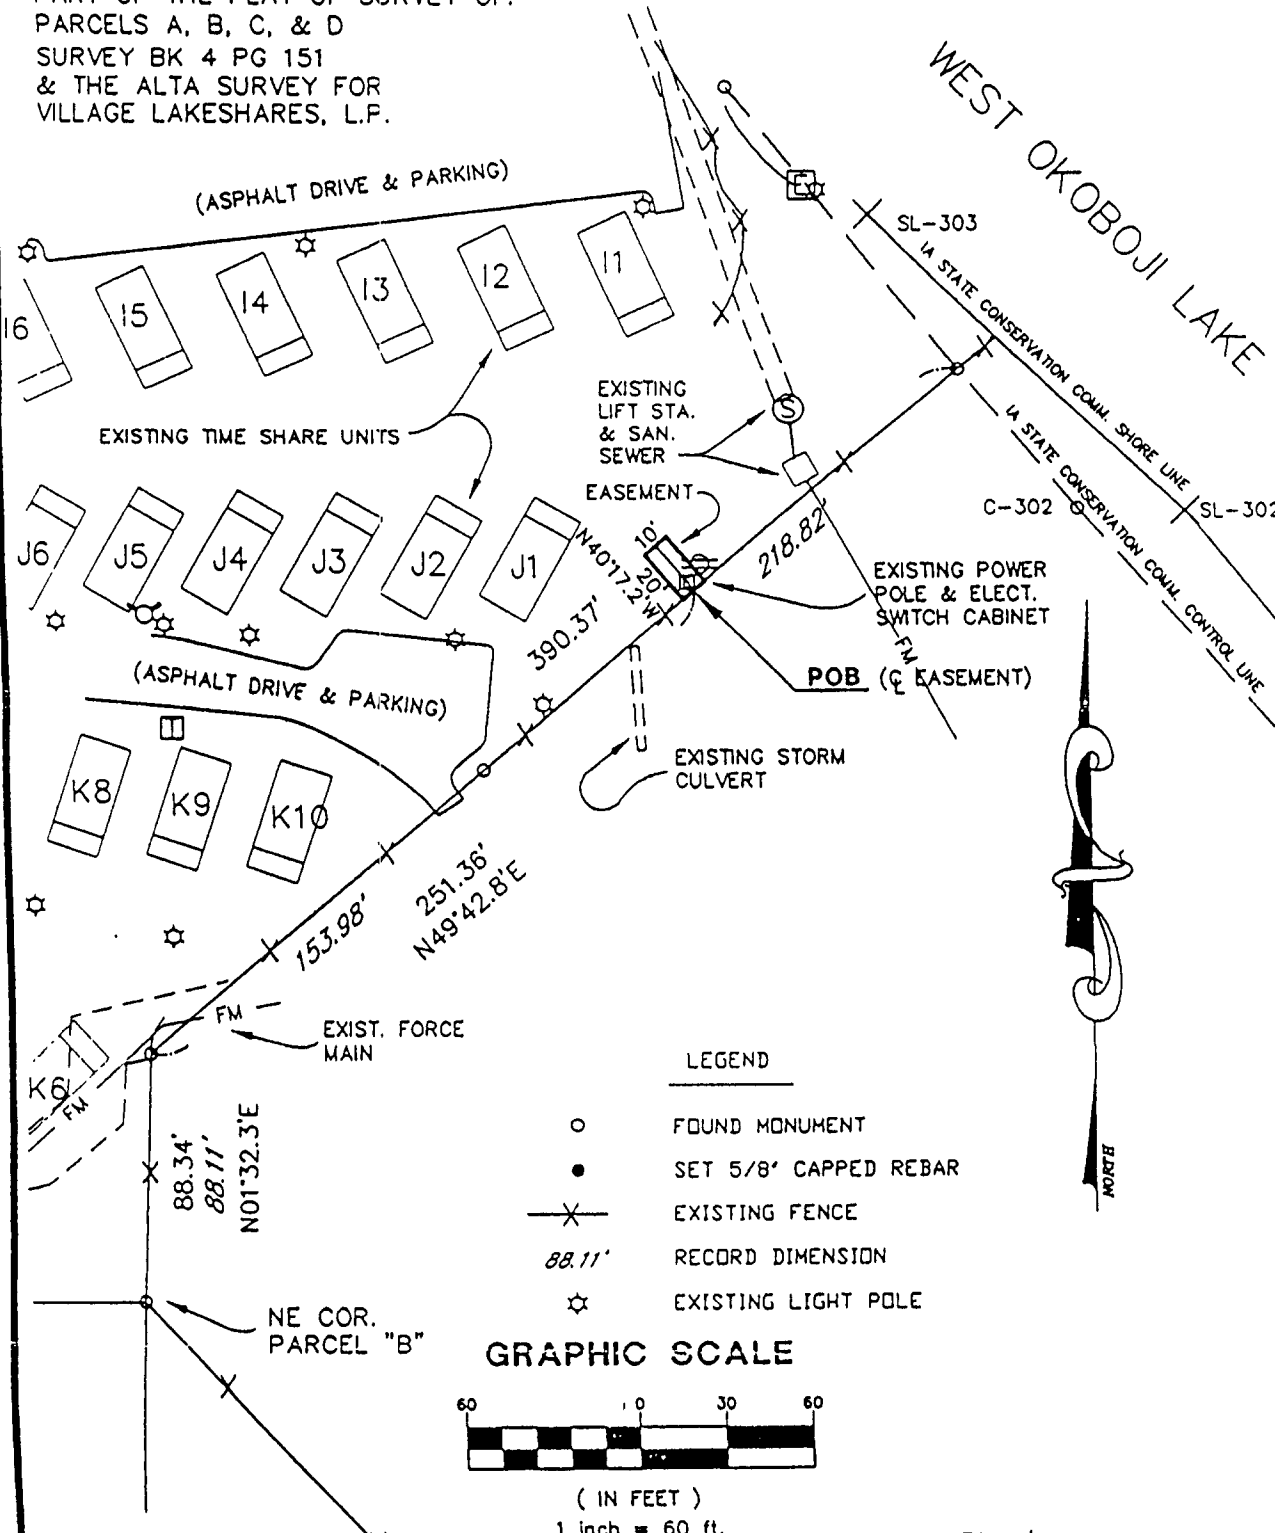 PART OF THE PLAT OF SURVEY OF:
PARCELS A, B, C, & D
SURVEY BK 4 PG 151
& THE ALTA SURVEY FOR
VILLAGE LAKESHARES, L.P.
WEST OKOBOJI LAKE
(ASPHALT DRIVE & PARKING)
E
SL-303
IA STATE CONSERVATION COMM. SHORE LINE
I6
I5
I4
I3
I2
I1
EXISTING TIME SHARE UNITS
EXISTING
LIFT STA.
& SAN.
SEWER
S
EASEMENT
IA STATE CONSERVATION COMM. CONTROL LINE
C-302
SL-302
J6
J5
J4
J3
J2
J1
10'
20'
N40°17.2'W
218.82'
EXISTING POWER
POLE & ELECT.
SWITCH CABINET
390.37'
FM
POB (℄ EASEMENT)
(ASPHALT DRIVE & PARKING)
T
EXISTING STORM
CULVERT
K8
K9
K10
251.36'
N49°42.8'E
153.98'
FM
EXIST. FORCE
MAIN
K6
FM
88.34'
88.11'
N01°32.3'E
NORTH
LEGEND
FOUND MONUMENT
SET 5/8" CAPPED REBAR
EXISTING FENCE
88.11' RECORD DIMENSION
EXISTING LIGHT POLE
NE COR.
PARCEL "B"
GRAPHIC SCALE
60 0 30 60
( IN FEET )
1 inch = 60 ft.